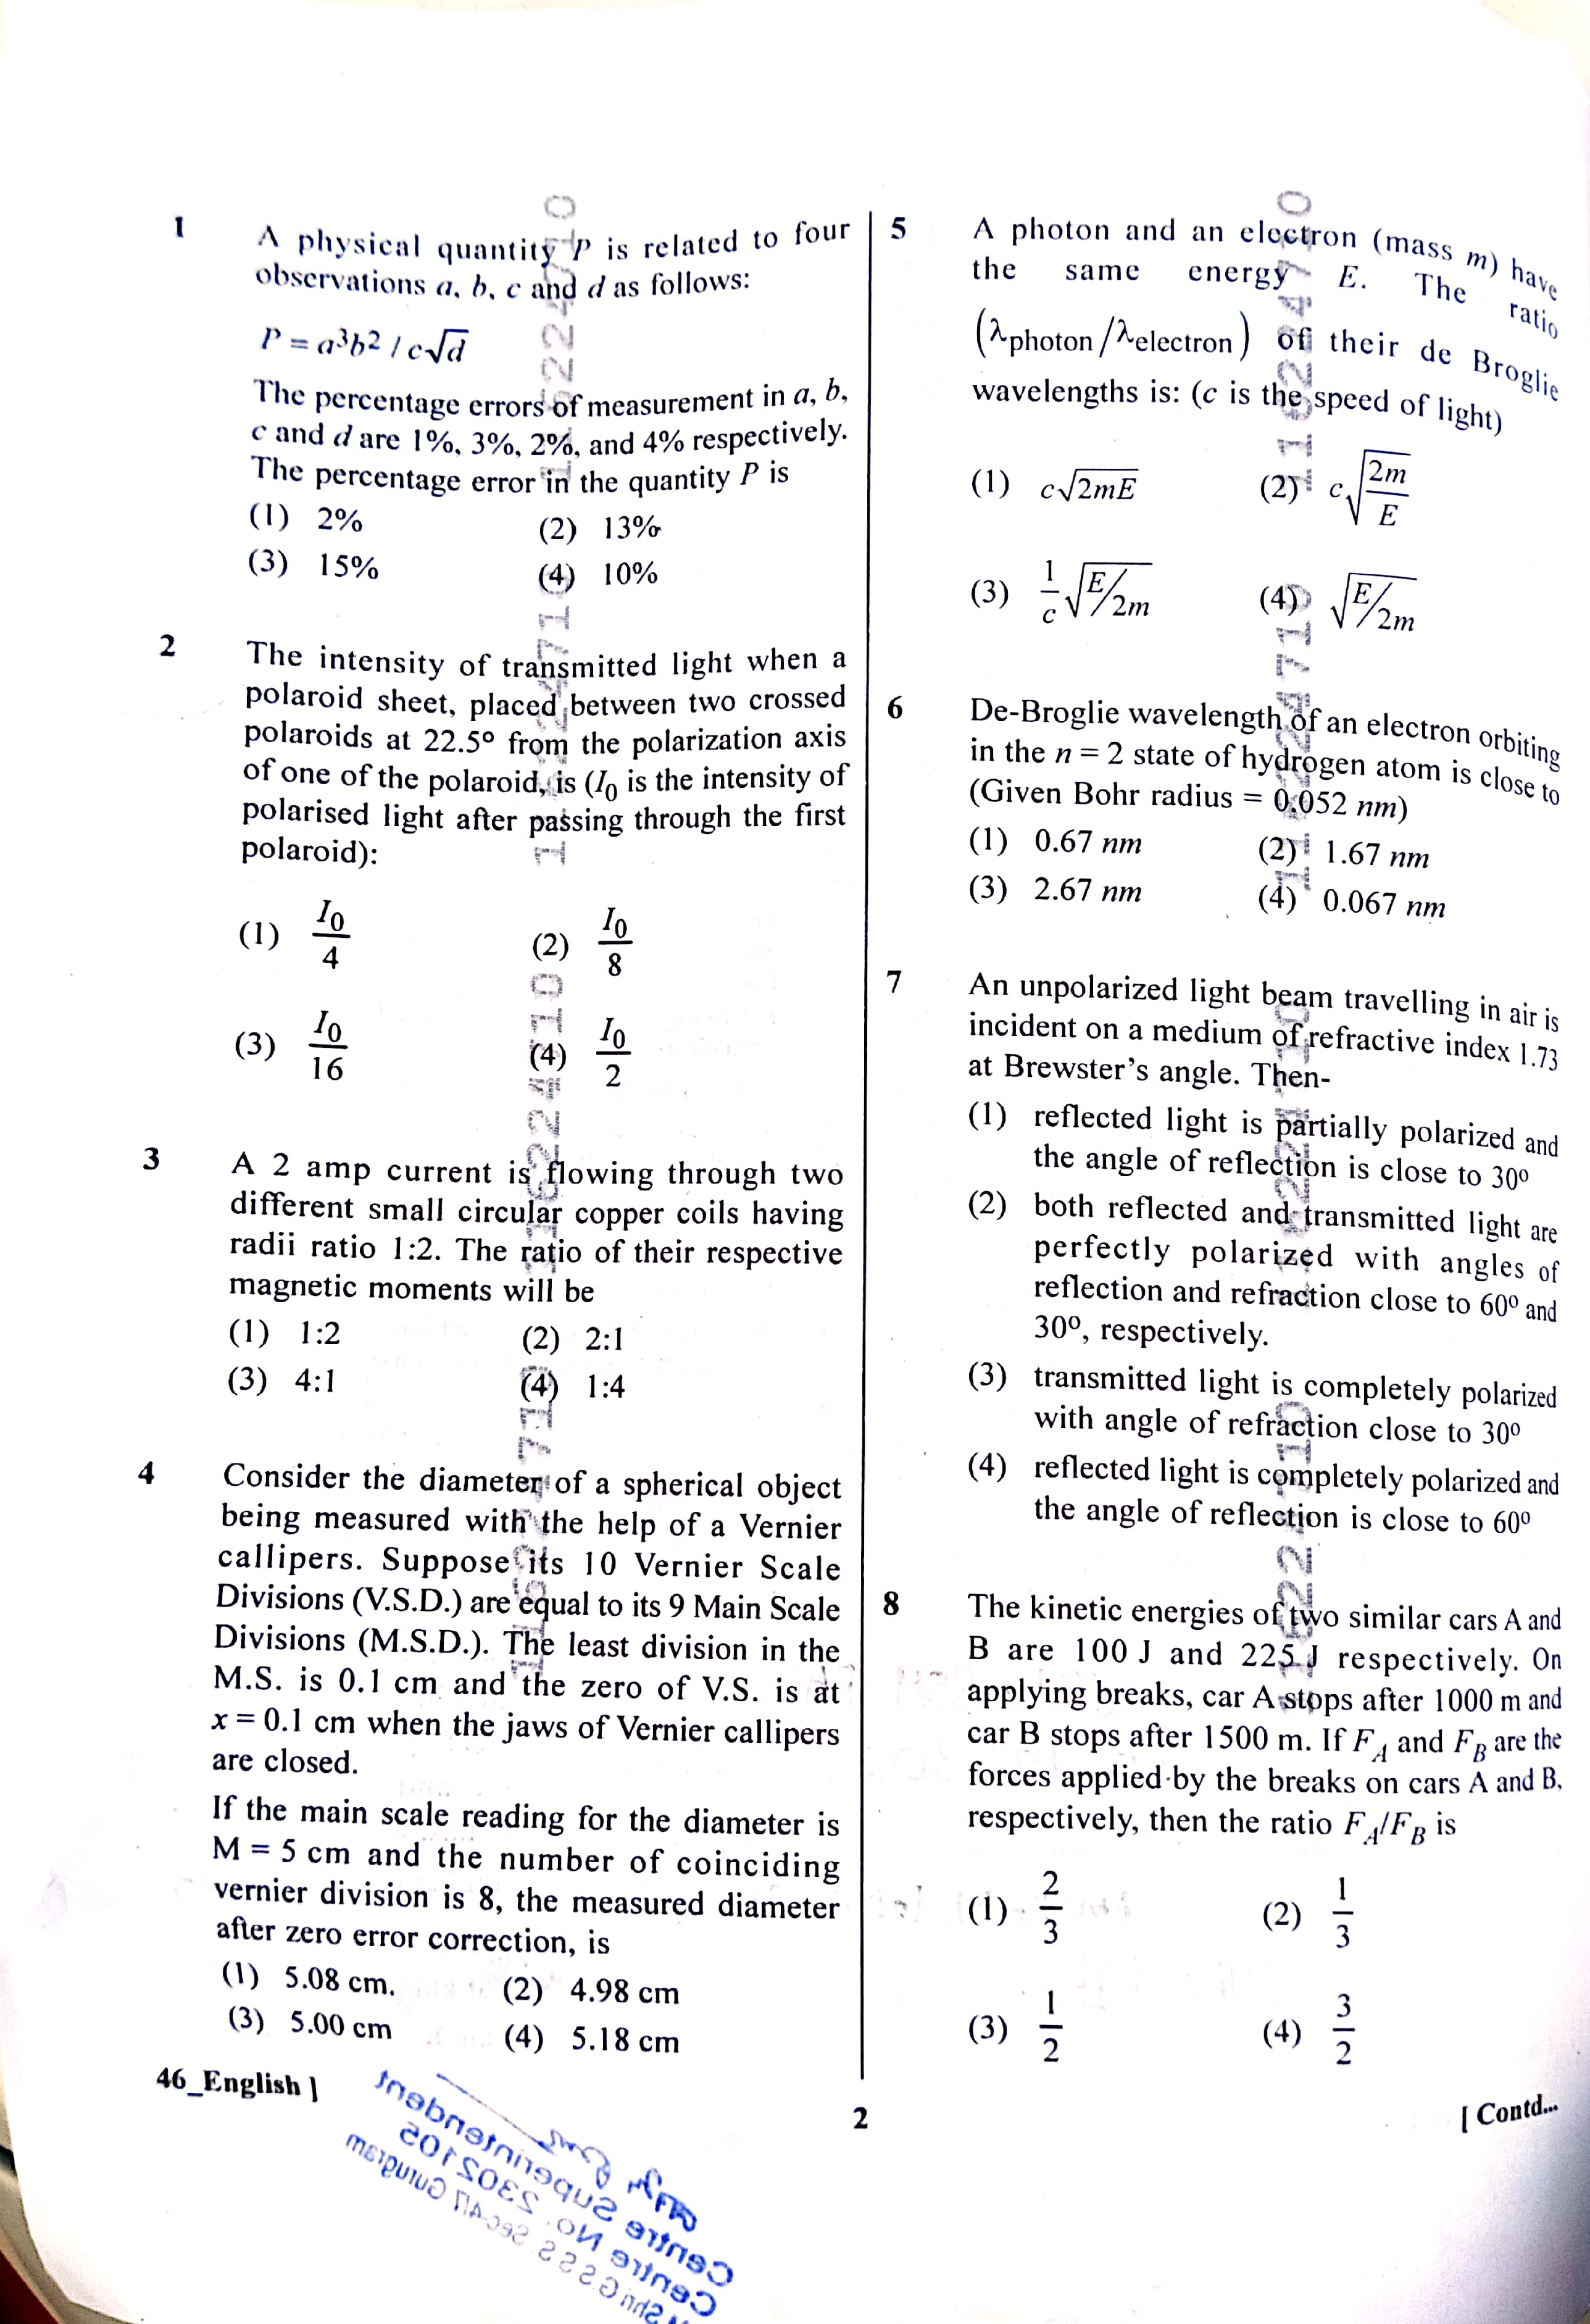 1 A physical quantity P is related to four
observations a, b, c and d as follows:
P = a³b² / c√d
The percentage errors of measurement in a, b,
c and d are 1%, 3%, 2%, and 4% respectively.
The percentage error in the quantity P is
(1) 2% (2) 13%
(3) 15% (4) 10%
2 The intensity of transmitted light when a
polaroid sheet, placed between two crossed
polaroids at 22.5º from the polarization axis
of one of the polaroid, is (I₀ is the intensity of
polarised light after passing through the first
polaroid):
(1) I₀/4 (2) I₀/8
(3) I₀/16 (4) I₀/2
3 A 2 amp current is flowing through two
different small circular copper coils having
radii ratio 1:2. The ratio of their respective
magnetic moments will be
(1) 1:2 (2) 2:1
(3) 4:1 (4) 1:4
4 Consider the diameter of a spherical object
being measured with the help of a Vernier
callipers. Suppose its 10 Vernier Scale
Divisions (V.S.D.) are equal to its 9 Main Scale
Divisions (M.S.D.). The least division in the
M.S. is 0.1 cm and the zero of V.S. is at
x = 0.1 cm when the jaws of Vernier callipers
are closed.
If the main scale reading for the diameter is
M = 5 cm and the number of coinciding
vernier division is 8, the measured diameter
after zero error correction, is
(1) 5.08 cm. (2) 4.98 cm
(3) 5.00 cm (4) 5.18 cm
5 A photon and an electron (mass m) have
the same energy E. The ratio
(λphoton/λelectron) of their de Broglie
wavelengths is: (c is the speed of light)
(1) c√2mE (2) c√(2m/E)
(3) 1/c √(E/2m) (4) √(E/2m)
6 De-Broglie wavelength of an electron orbiting
in the n = 2 state of hydrogen atom is close to
(Given Bohr radius = 0.052 nm)
(1) 0.67 nm (2) 1.67 nm
(3) 2.67 nm (4) 0.067 nm
7 An unpolarized light beam travelling in air is
incident on a medium of refractive index 1.73
at Brewster's angle. Then-
(1) reflected light is partially polarized and
the angle of reflection is close to 30º
(2) both reflected and transmitted light are
perfectly polarized with angles of
reflection and refraction close to 60º and
30º, respectively.
(3) transmitted light is completely polarized
with angle of refraction close to 30º
(4) reflected light is completely polarized and
the angle of reflection is close to 60º
8 The kinetic energies of two similar cars A and
B are 100 J and 225 J respectively. On
applying breaks, car A stops after 1000 m and
car B stops after 1500 m. If F_A and F_B are the
forces applied by the breaks on cars A and B,
respectively, then the ratio F_A/F_B is
(1) 2/3 (2) 1/3
(3) 1/2 (4) 3/2
46_English ]
2
[ Contd...
Centre Superintendent
Centre No. 2302105